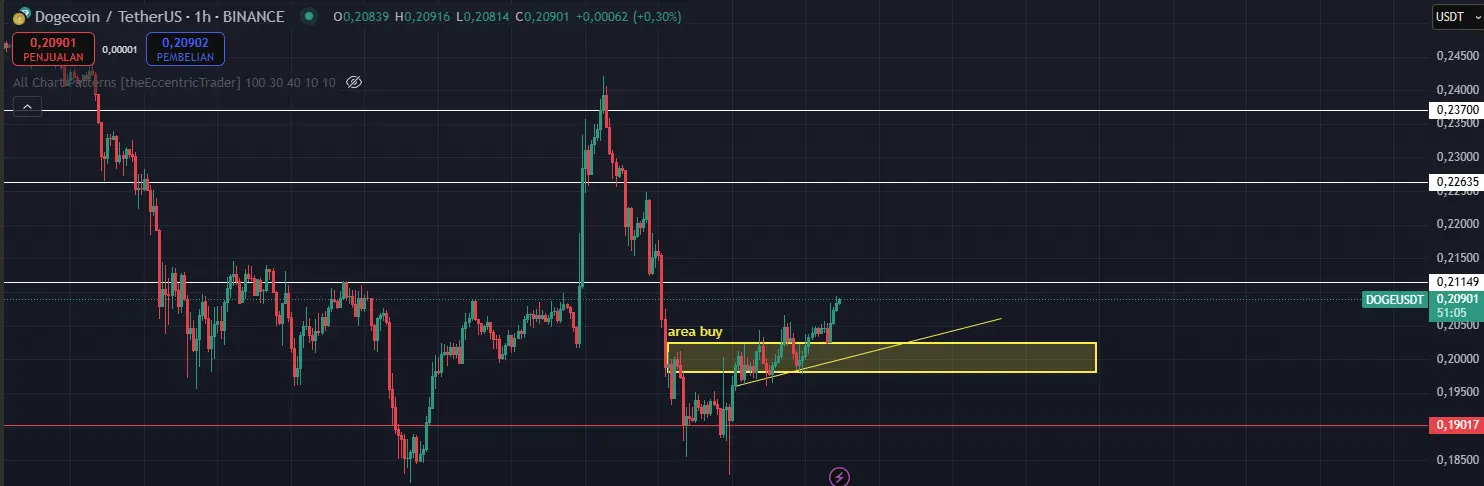 Dogecoin / TetherUS · 1h · BINANCE O0,20839 H0,20916 L0,20814 C0,20901 +0,00062 (+0,30%)
USDT
0,20901
PENJUALAN
0,00001
0,20902
PEMBELIAN
All Chart Patterns [theEccentricTrader] 100 30 40 10 10
0,24500
0,24000
0,23700
0,23500
0,23000
0,22635
0,22500
0,22000
0,21500
0,21149
DOGEUSDT 0,20901
51:05
0,20500
area buy
0,20000
0,19500
0,19017
0,18500